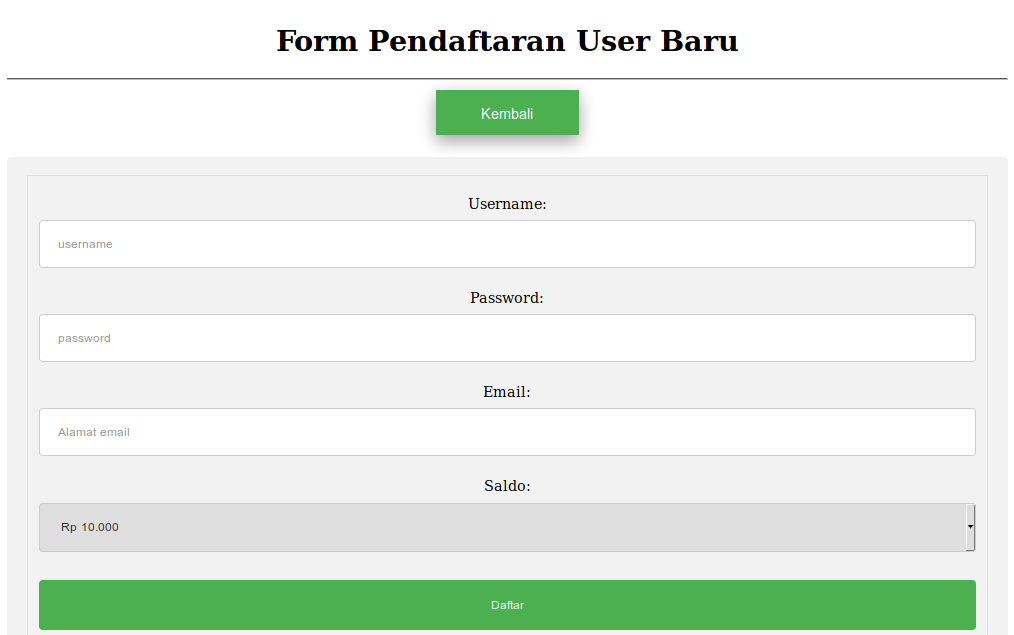 Form Pendaftaran User Baru
Kembali
Username:
username
Password:
password
Email:
Alamat email
Saldo:
Rp 10.000
Daftar